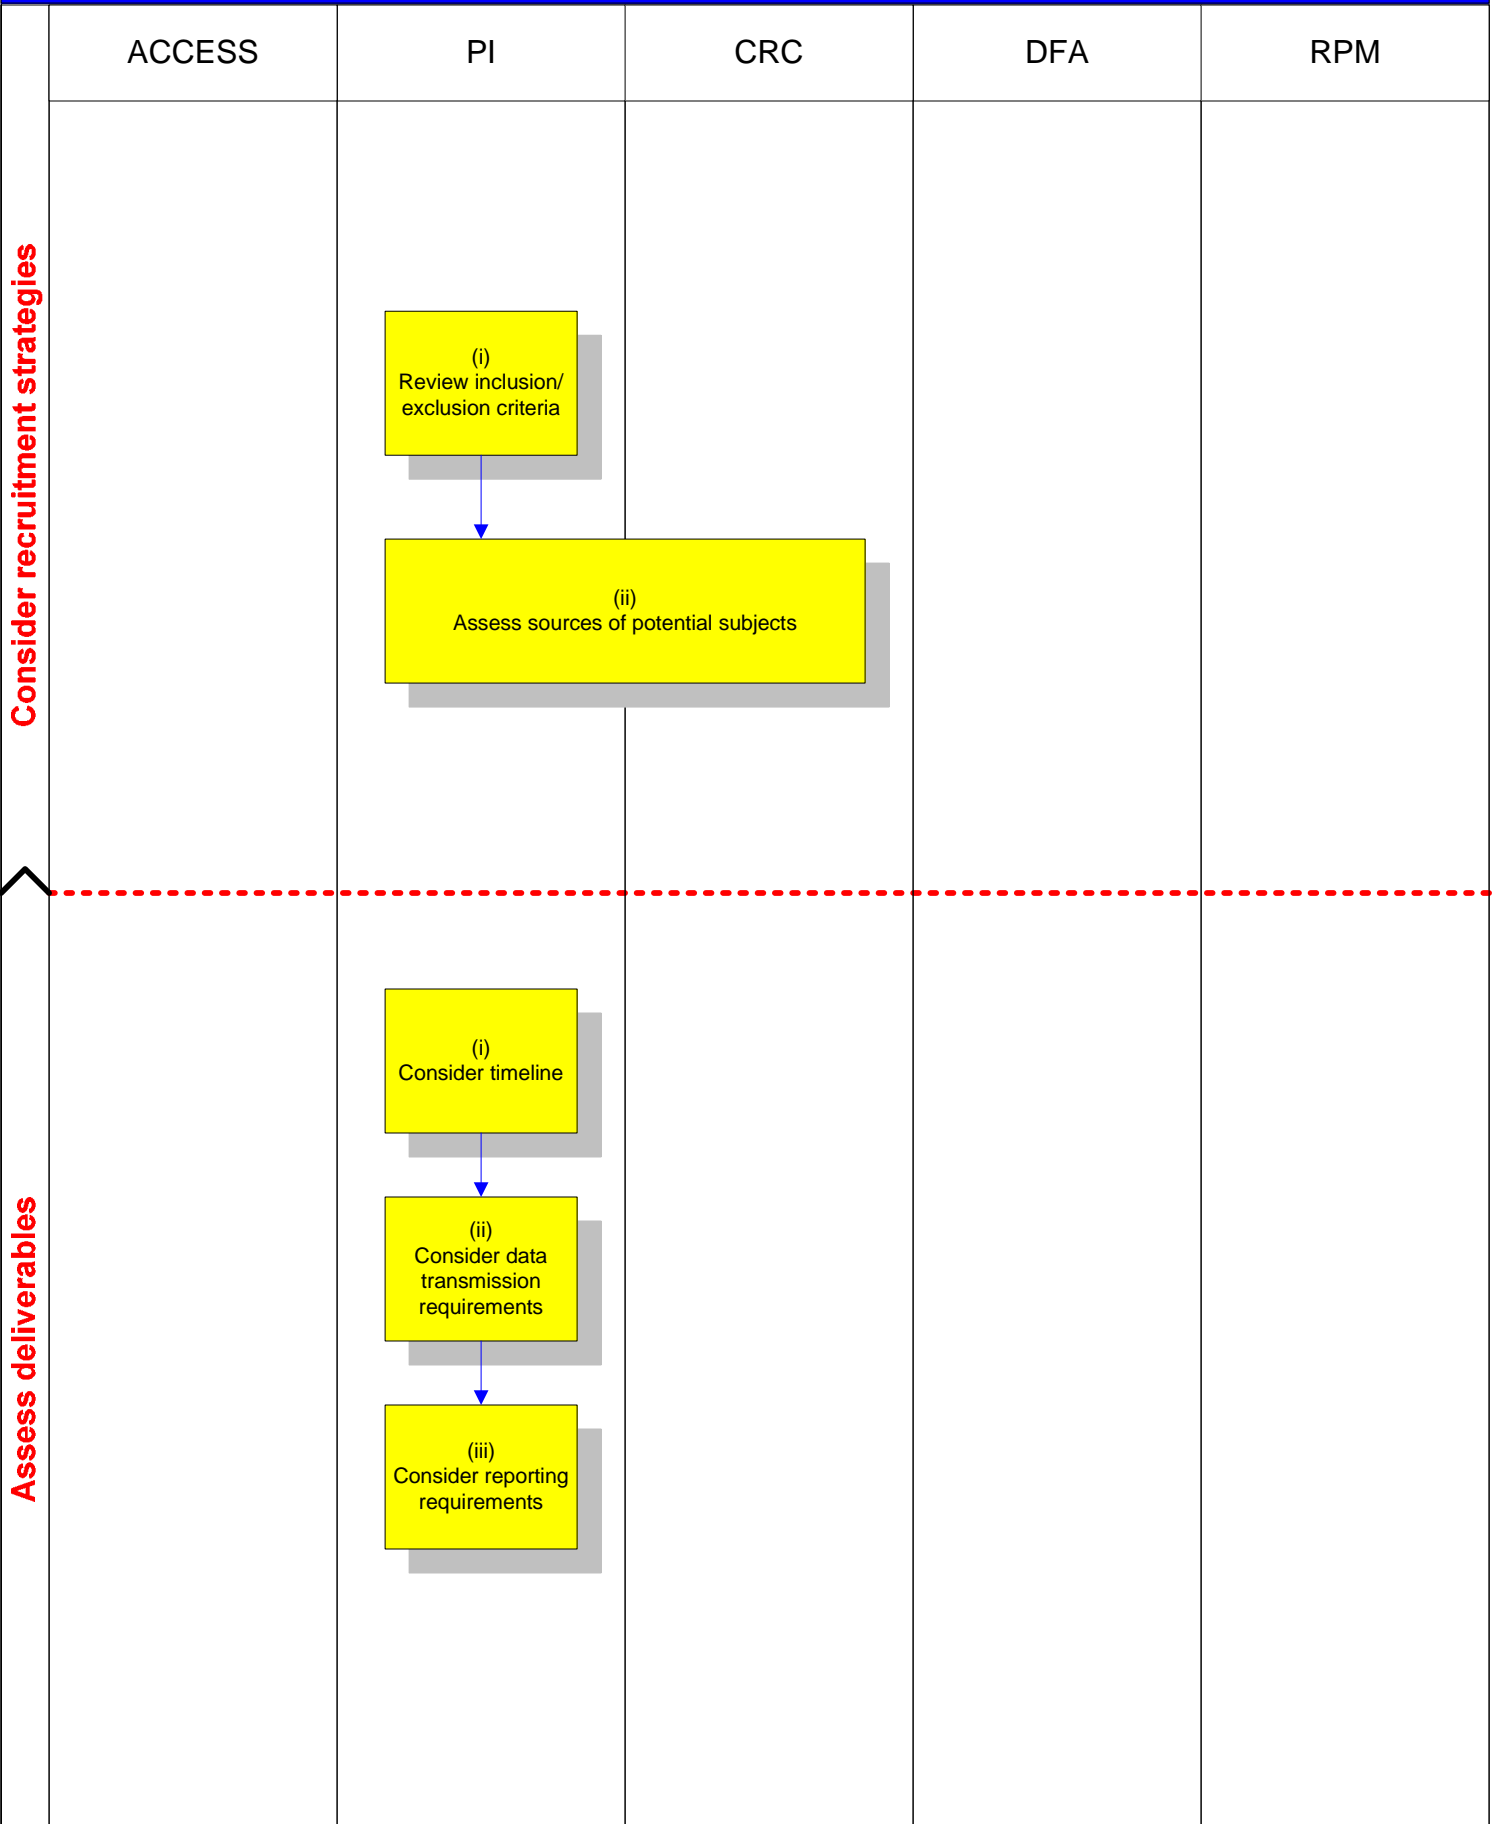 ACCESS
PI
CRC
DFA
RPM
Consider recruitment strategies
(i)
Review inclusion/
exclusion criteria
(ii)
Assess sources of potential subjects
Assess deliverables
(i)
Consider timeline
(ii)
Consider data
transmission
requirements
(iii)
Consider reporting
requirements